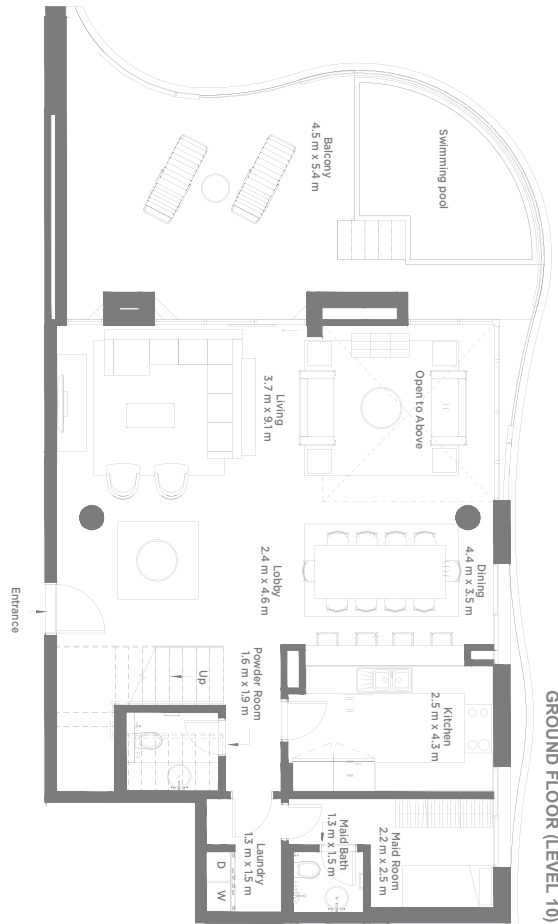 GROUND FLOOR (LEVEL 10)
Swimming pool
Balcony
4.5 m x 5.4 m
Open to Above
Living
3.7 m x 9.1 m
Dining
4.4 m x 3.5 m
Lobby
2.4 m x 4.6 m
Entrance
Up
Powder Room
1.6 m x 1.9 m
Kitchen
2.5 m x 4.3 m
Maid Room
2.2 m x 2.5 m
Maid Bath
1.3 m x 1.5 m
Laundry
1.3 m x 1.5 m
D
W